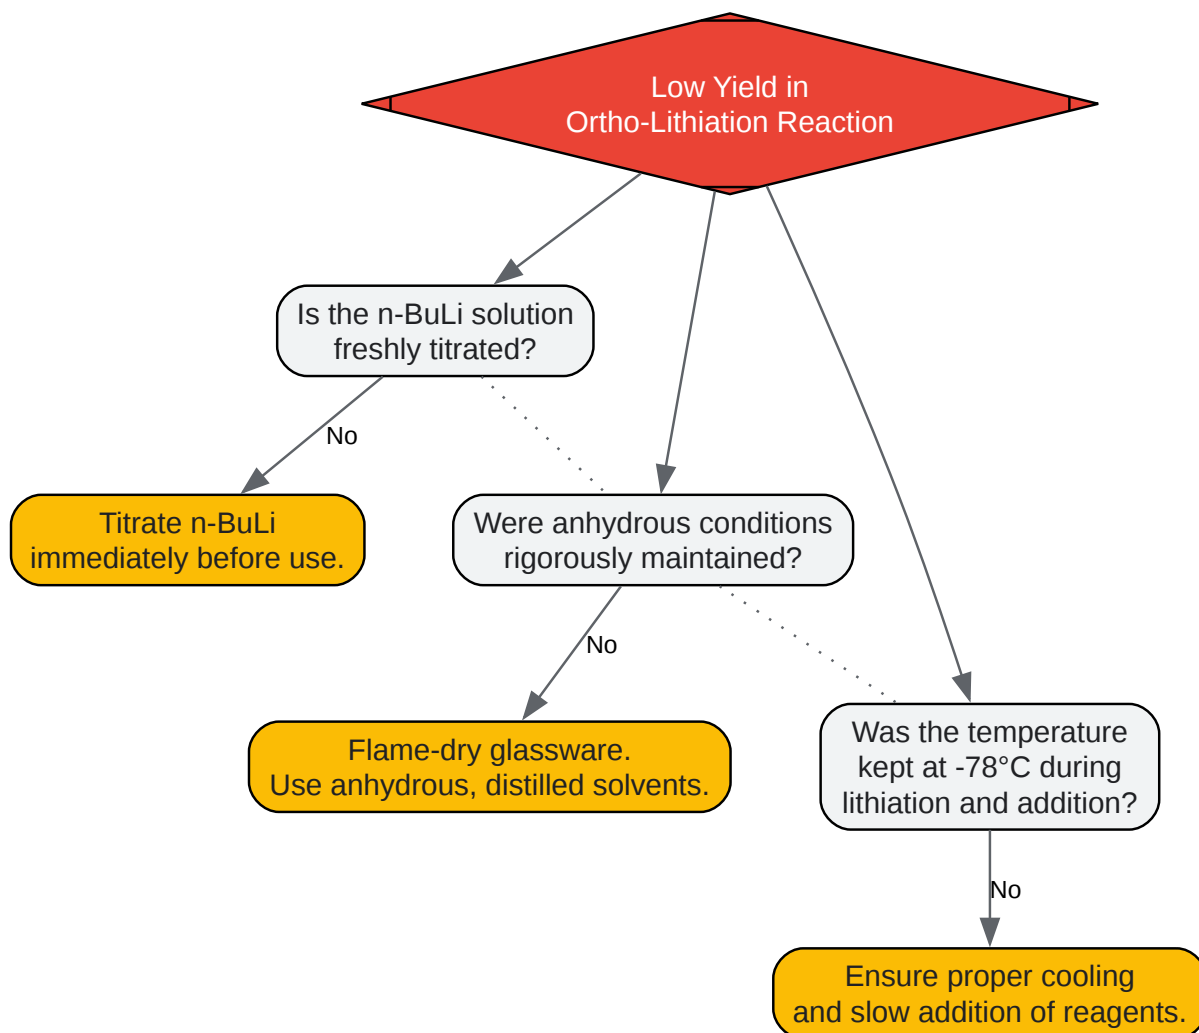 Low Yield in
Ortho-Lithiation Reaction
Is the n-BuLi solution
freshly titrated?
No
Titrate n-BuLi
immediately before use.
Were anhydrous conditions
rigorously maintained?
No
Flame-dry glassware.
Use anhydrous, distilled solvents.
Was the temperature
kept at -78°C during
lithiation and addition?
No
Ensure proper cooling
and slow addition of reagents.